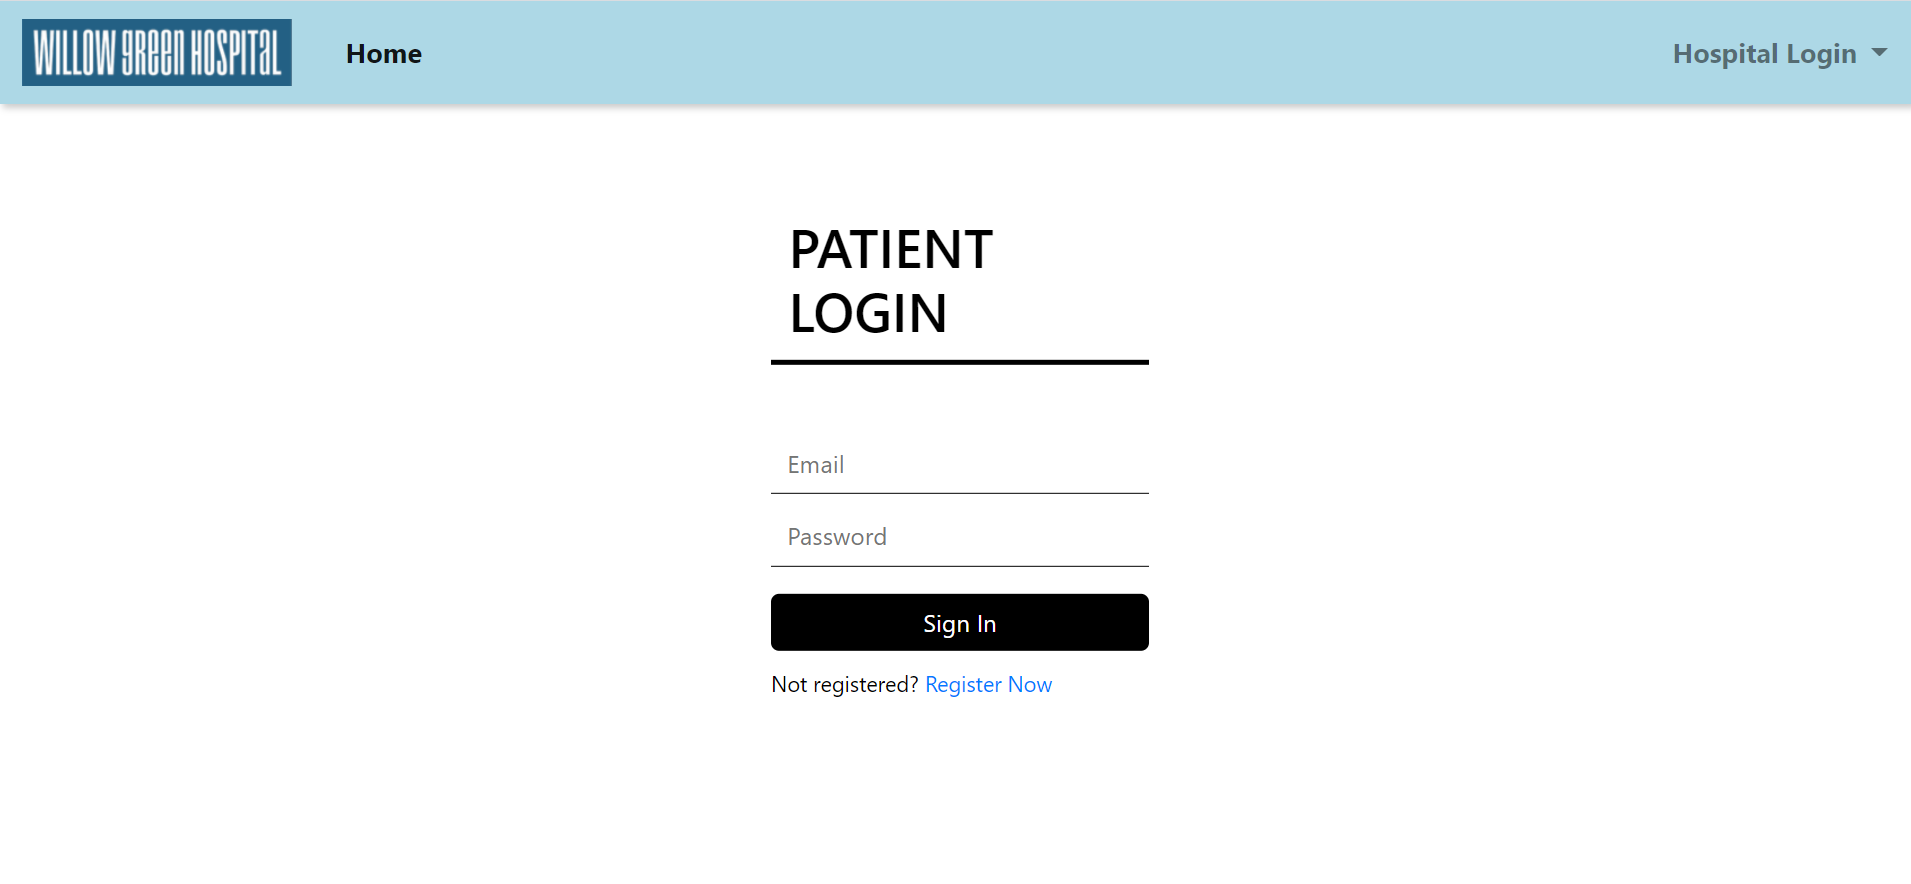 WILLOW GREEN HOSPITAL
Home
Hospital Login
PATIENT
LOGIN
Email
Password
Sign In
Not registered? Register Now